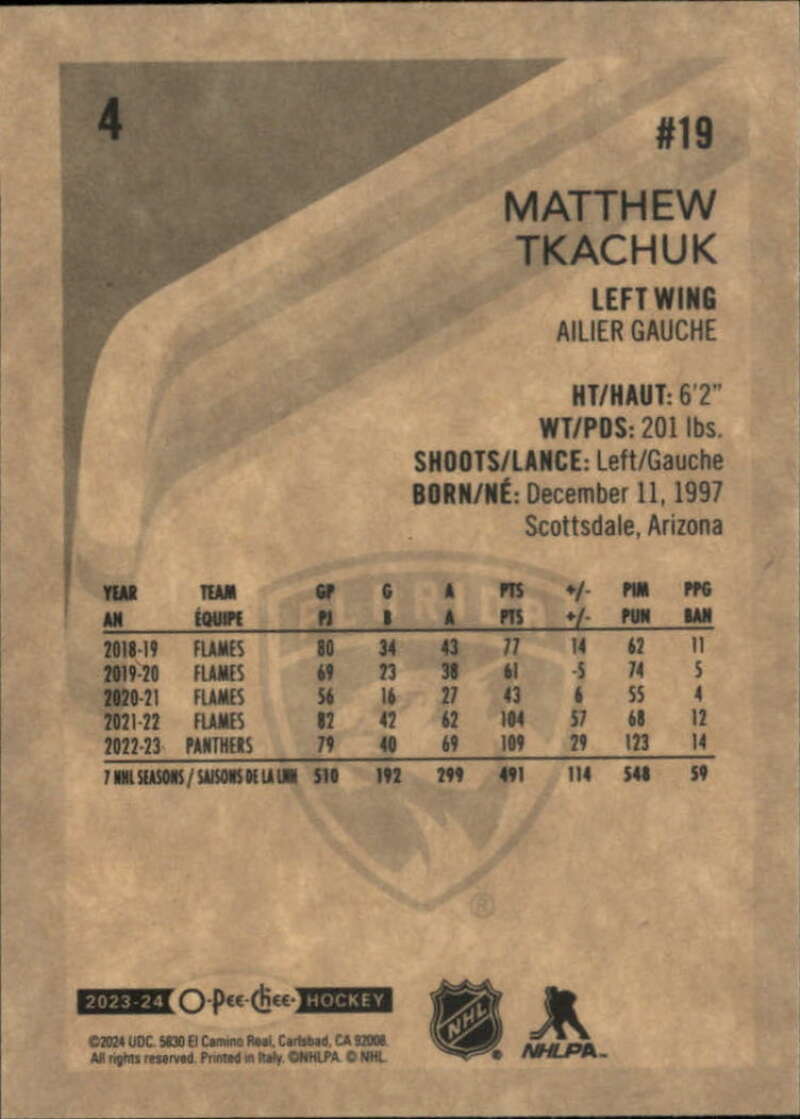 4
#19
MATTHEW
TKACHUK
LEFT WING
AILIER GAUCHE
HT/HAUT: 6'2"
WT/PDS: 201 lbs.
SHOOTS/LANCE: Left/Gauche
BORN/NÉ: December 11, 1997
Scottsdale, Arizona
YEAR TEAM GP G A PTS +/- PIM PPG
AN ÉQUIPE PJ B A PTS +/- PUN BAN
2018-19 FLAMES 80 34 43 77 14 62 11
2019-20 FLAMES 69 23 38 61 -5 74 5
2020-21 FLAMES 56 16 27 43 6 55 4
2021-22 FLAMES 82 42 62 104 57 68 12
2022-23 PANTHERS 79 40 69 109 29 123 14
7 NHL SEASONS / SAISONS DE LA LNH 510 192 299 491 114 548 59
FLORIDA
®
2023-24 O-Pee-Chee HOCKEY
©2024 UDC. 5830 El Camino Real, Carlsbad, CA 92008.
All rights reserved. Printed in Italy. ©NHLPA. © NHL.
NHL
NHLPA